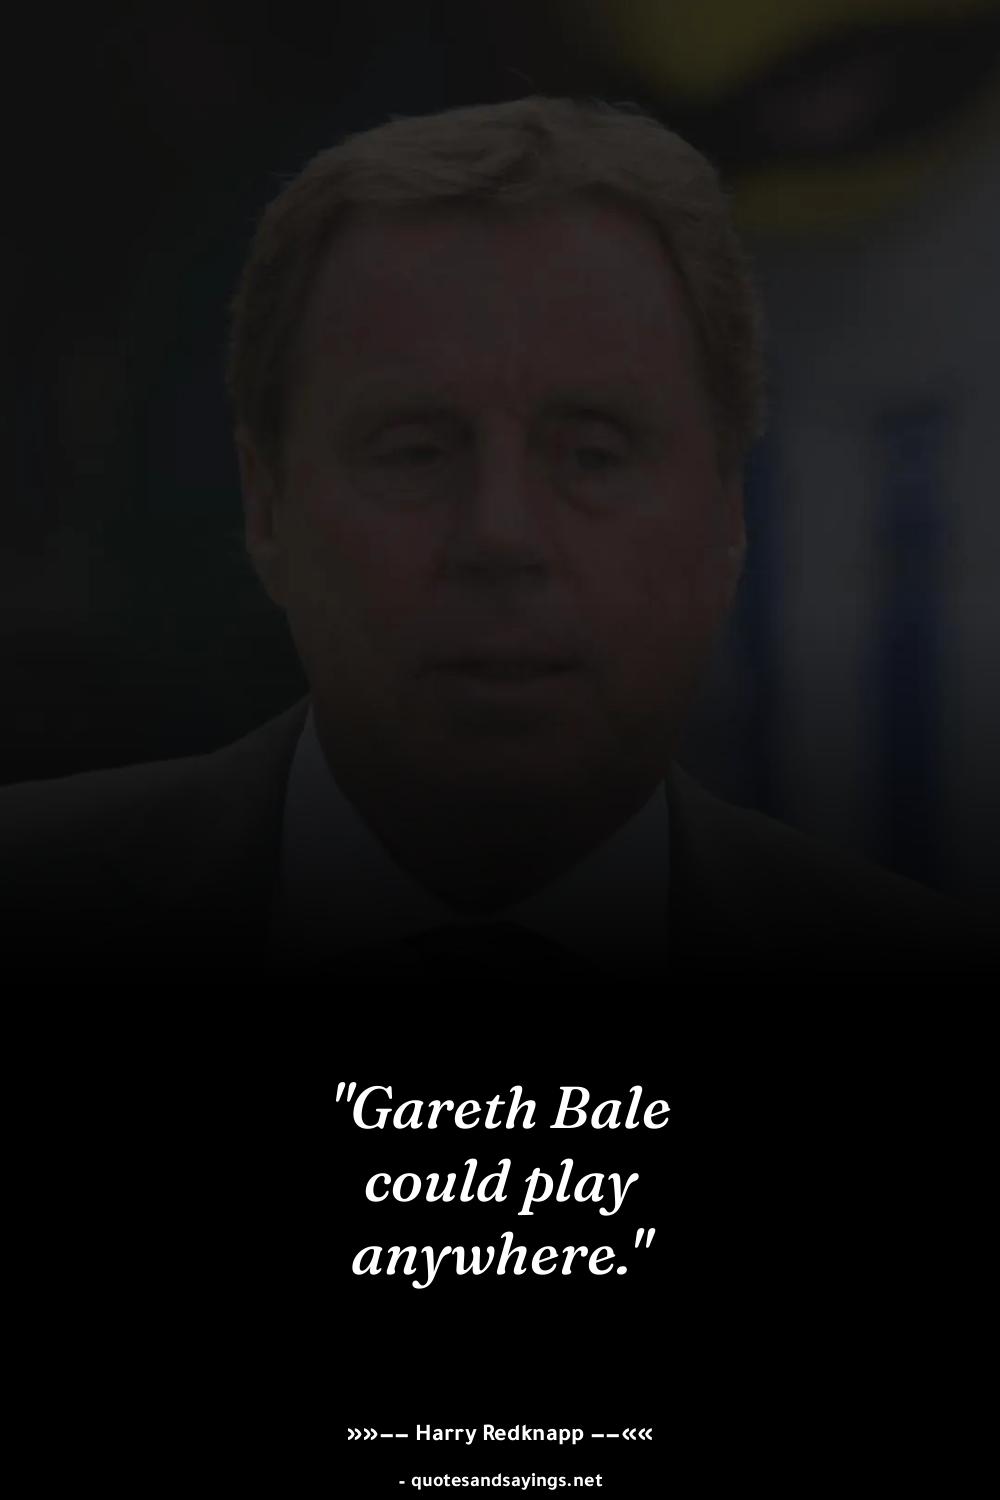 "Gareth Bale
could play
anywhere."
»»−− Harry Redknapp −−««
- quotesandsayings.net